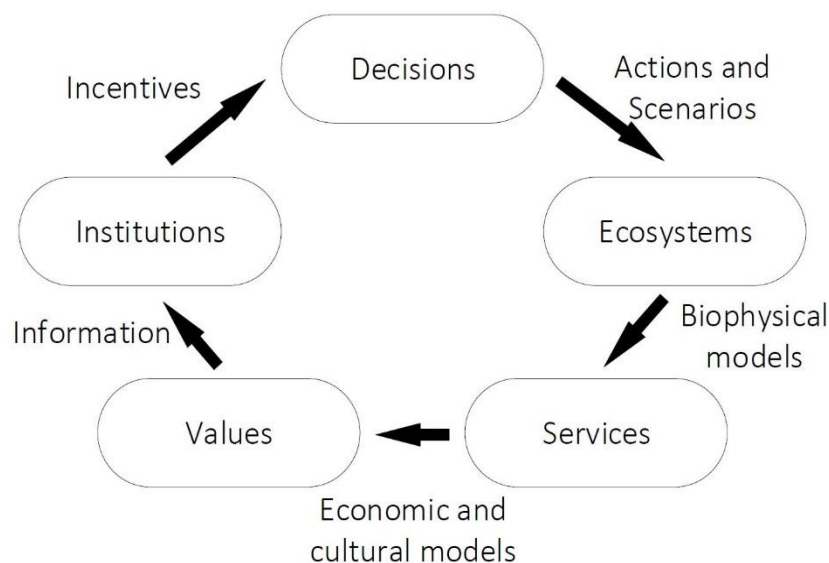 Decisions
Incentives
Actions and
Scenarios
Institutions
Ecosystems
Information
Biophysical
models
Values
Services
Economic and
cultural models